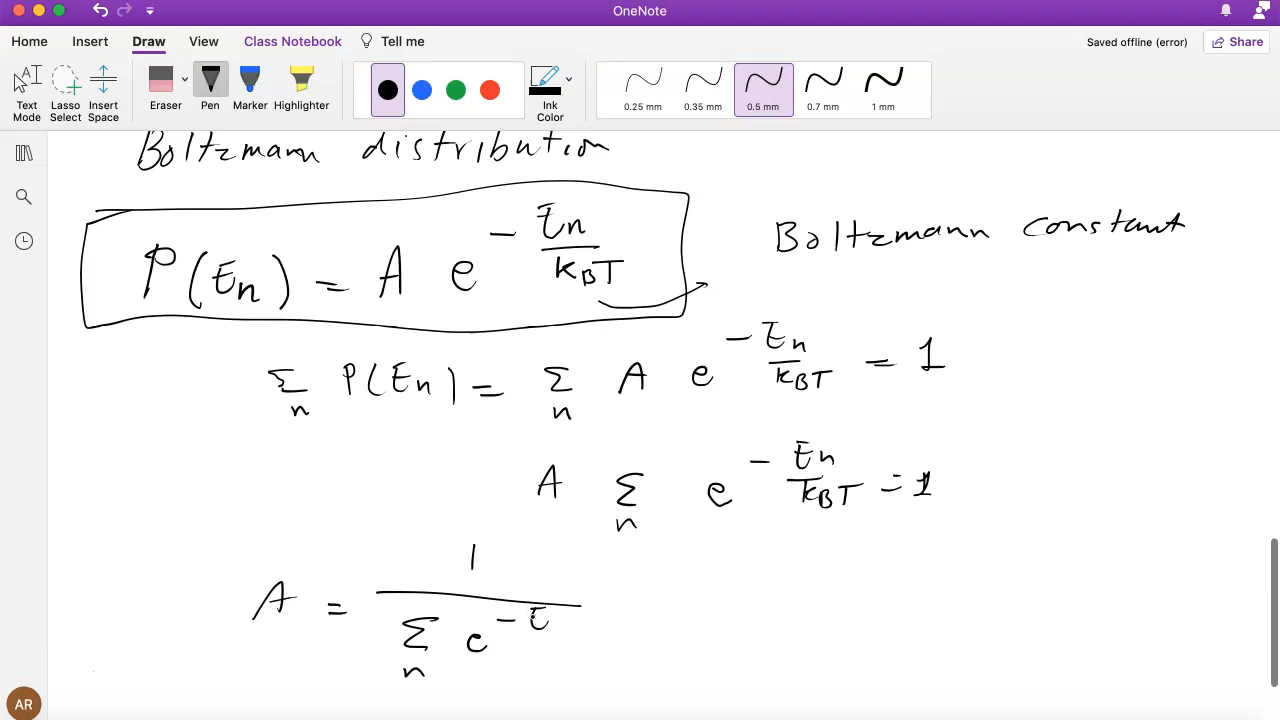 OneNote
Home Insert Draw View Class Notebook Tell me Saved offline (error) Share
Text Mode Lasso Select Insert Space Eraser Pen Marker Highlighter Ink Color 0.25 mm 0.35 mm 0.5 mm 0.7 mm 1 mm
Boltzmann distribution
P(En) = A e^{-En/kBT} Boltzmann constant
Σn P(En) = Σn A e^{-En/kBT} = 1
A Σn e^{-En/kBT} = 1
A = 1 / Σn e^{-E}
AR